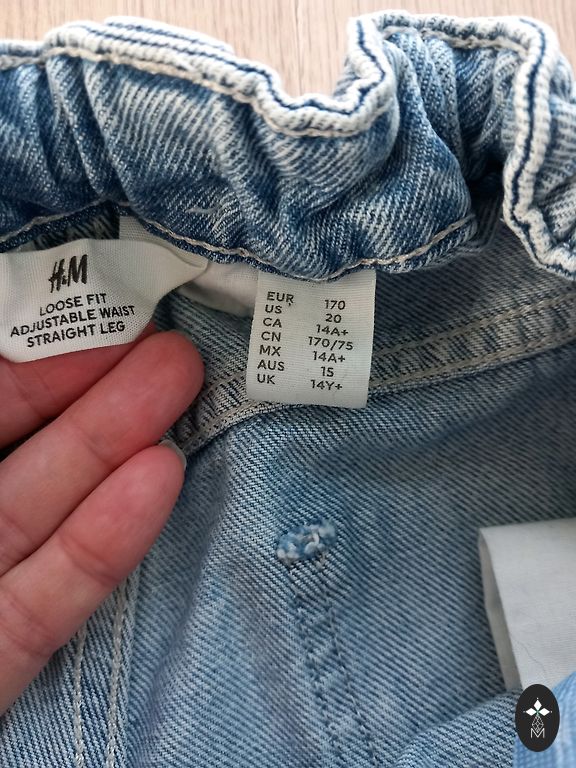 H&M
LOOSE FIT
ADJUSTABLE WAIST
STRAIGHT LEG
EUR 170
US 20
CA 14A+
CN 170/75
MX 14A+
AUS 15
UK 14Y+
M